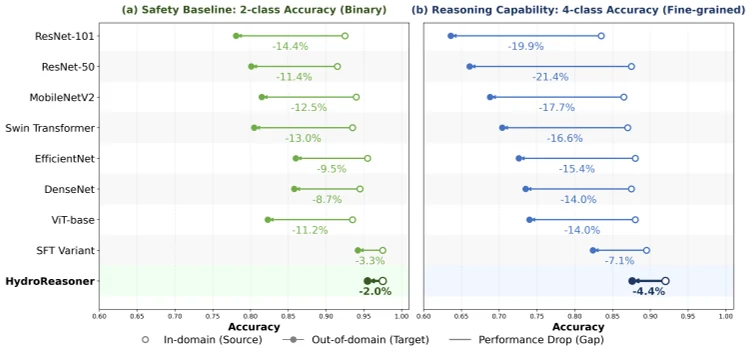 (a) Safety Baseline: 2-class Accuracy (Binary)
(b) Reasoning Capability: 4-class Accuracy (Fine-grained)
ResNet-101
-14.4%
-19.9%
ResNet-50
-11.4%
-21.4%
MobileNetV2
-12.5%
-17.7%
Swin Transformer
-13.0%
-16.6%
EfficientNet
-9.5%
-15.4%
DenseNet
-8.7%
-14.0%
ViT-base
-11.2%
-14.0%
SFT Variant
-3.3%
-7.1%
HydroReasoner
-2.0%
-4.4%
0.60 0.65 0.70 0.75 0.80 0.85 0.90 0.95 1.00
0.60 0.65 0.70 0.75 0.80 0.85 0.90 0.95 1.00
Accuracy
Accuracy
In-domain (Source)
Out-of-domain (Target)
Performance Drop (Gap)